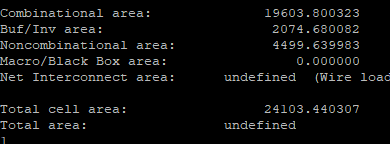 Combinational area: 19603.800323
Buf/Inv area: 2074.680082
Noncombinational area: 4499.639983
Macro/Black Box area: 0.000000
Net Interconnect area: undefined (Wire load
Total cell area: 24103.440307
Total area: undefined
1